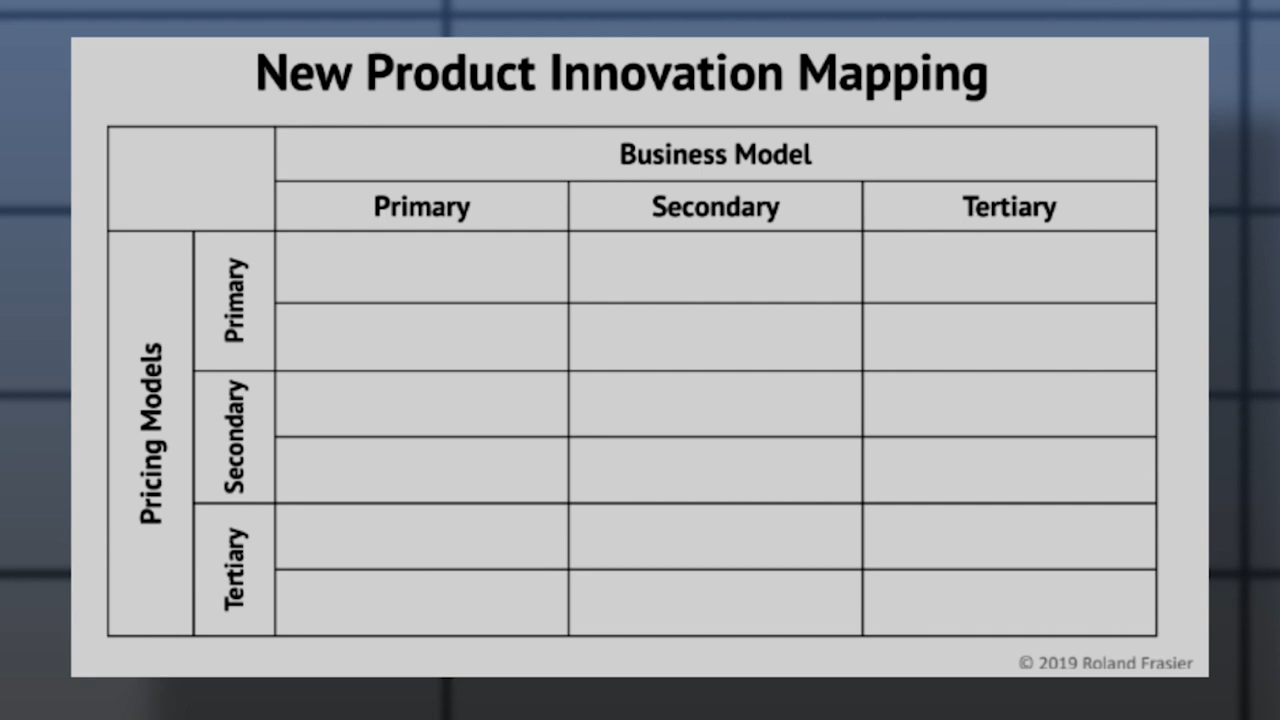 New Product Innovation Mapping
Business Model
Primary
Secondary
Tertiary
Pricing Models
Primary
Secondary
Tertiary
© 2019 Roland Frasier